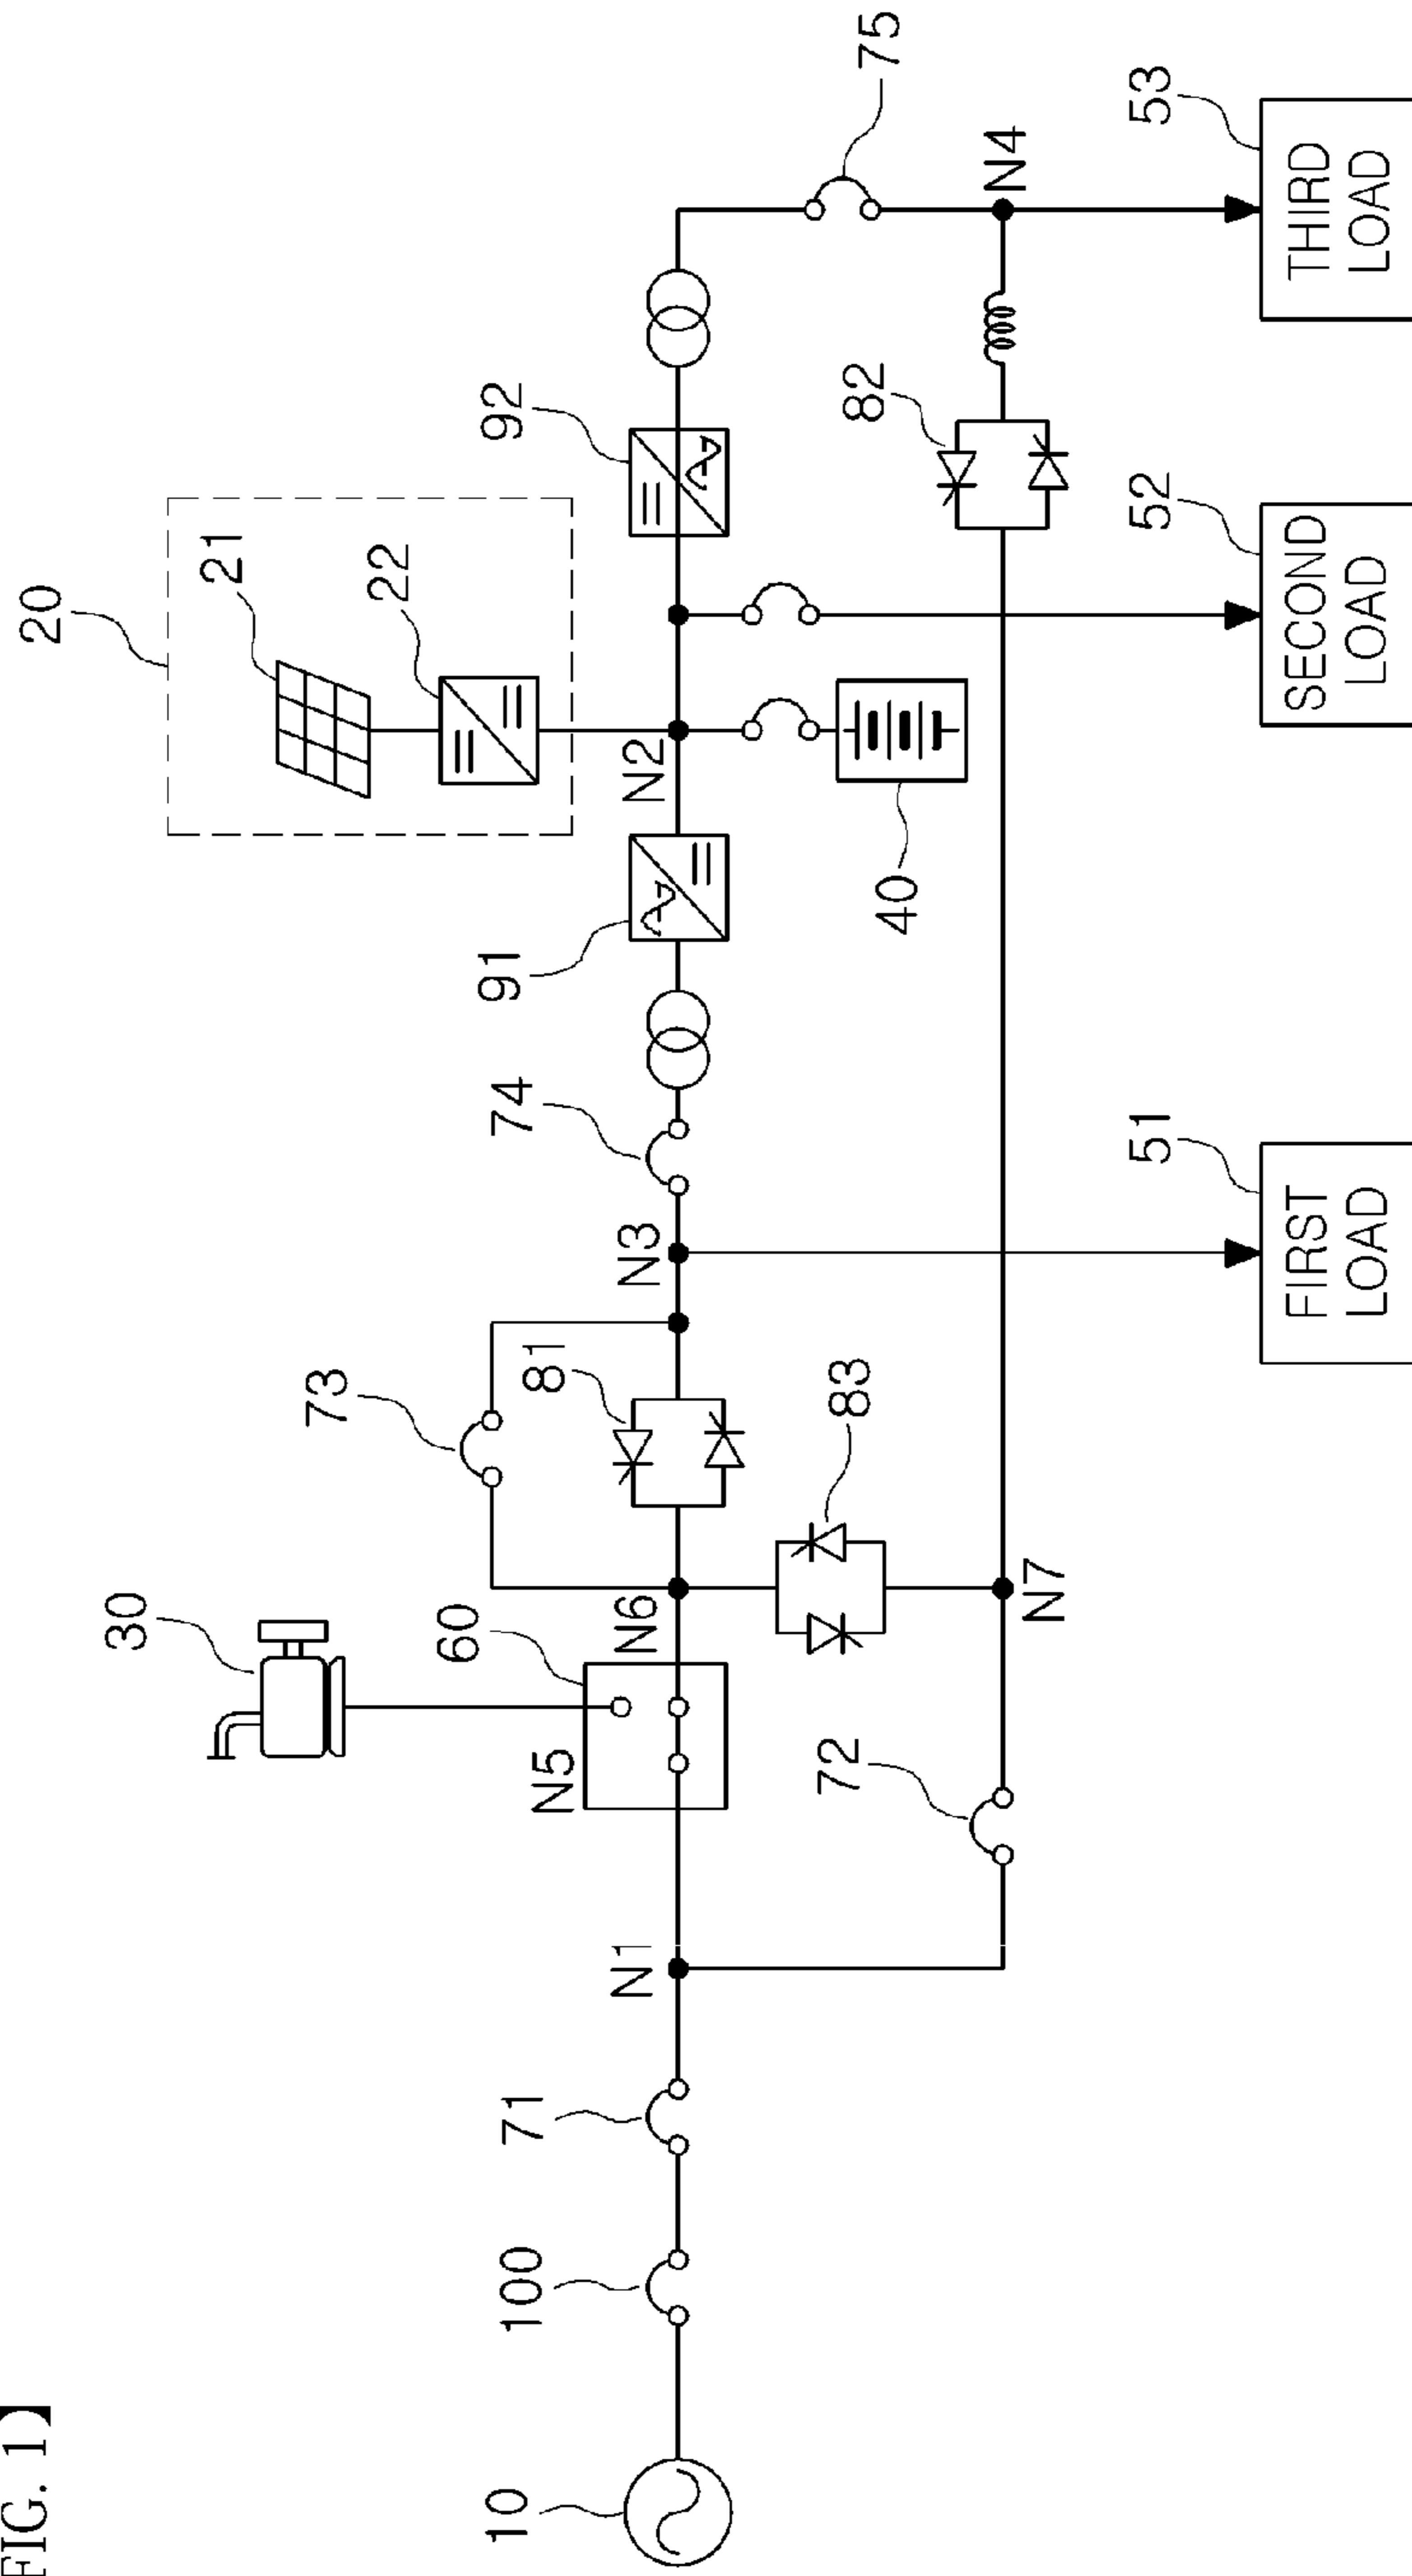 FIG. 1】
20
21
22
92
75
30
73
91
74
N2
40
82
N4
60
N5
N6
81
N3
83
10
100
71
N1
72
N7
FIRST
LOAD
51
SECOND
LOAD
52
THIRD
LOAD
53